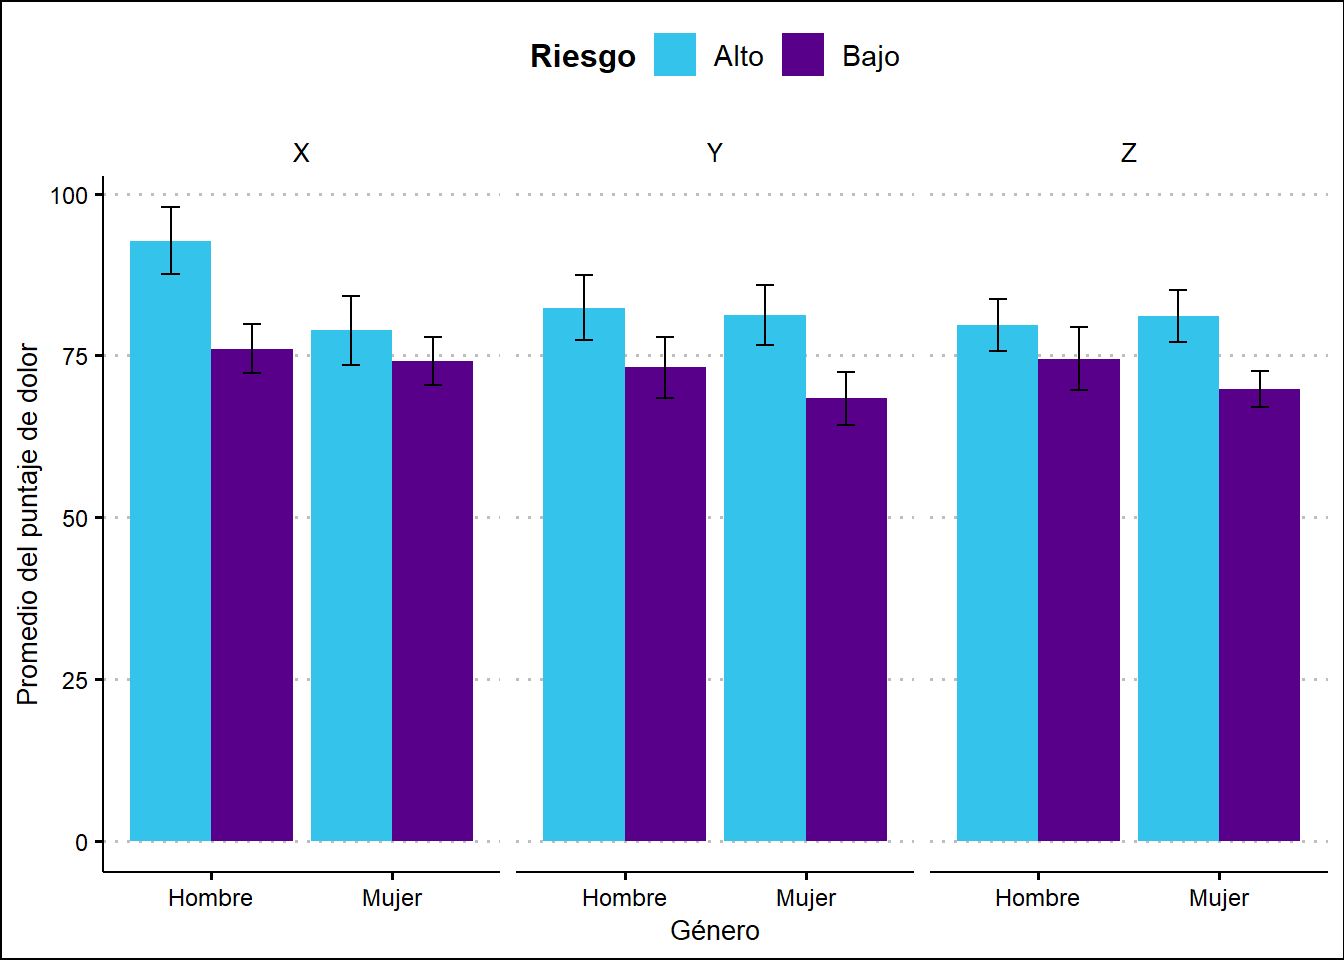 Riesgo Alto Bajo
X Y Z
100
75
50
25
0
Promedio del puntaje de dolor
Hombre Mujer Hombre Mujer Hombre Mujer
Género